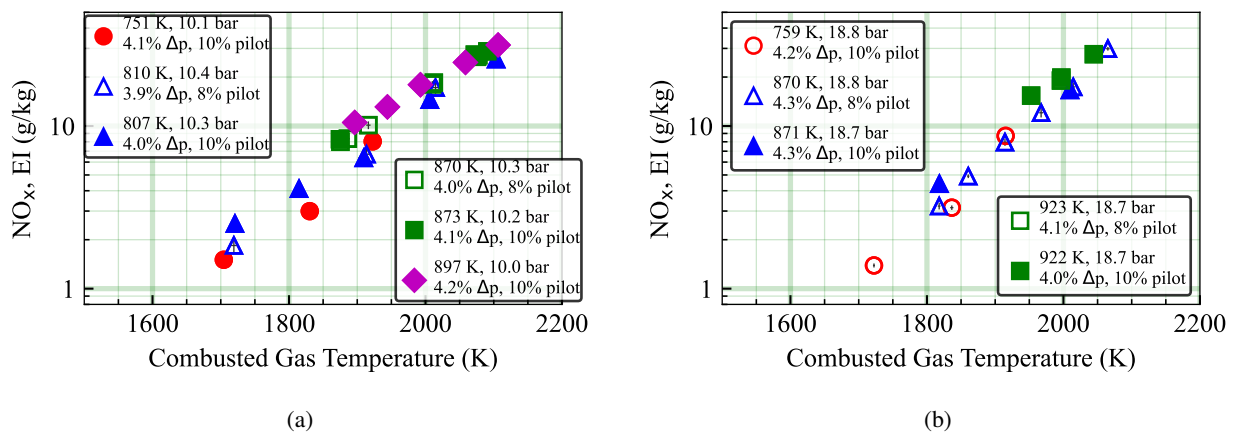 751 K, 10.1 bar
4.1% Δp, 10% pilot
810 K, 10.4 bar
3.9% Δp, 8% pilot
807 K, 10.3 bar
4.0% Δp, 10% pilot
870 K, 10.3 bar
4.0% Δp, 8% pilot
873 K, 10.2 bar
4.1% Δp, 10% pilot
897 K, 10.0 bar
4.2% Δp, 10% pilot
NOₓ, EI (g/kg)
10
1
1600 1800 2000 2200
Combusted Gas Temperature (K)
(a)
759 K, 18.8 bar
4.2% Δp, 10% pilot
870 K, 18.8 bar
4.3% Δp, 8% pilot
871 K, 18.7 bar
4.3% Δp, 10% pilot
923 K, 18.7 bar
4.1% Δp, 8% pilot
922 K, 18.7 bar
4.0% Δp, 10% pilot
NOₓ, EI (g/kg)
10
1
1600 1800 2000 2200
Combusted Gas Temperature (K)
(b)